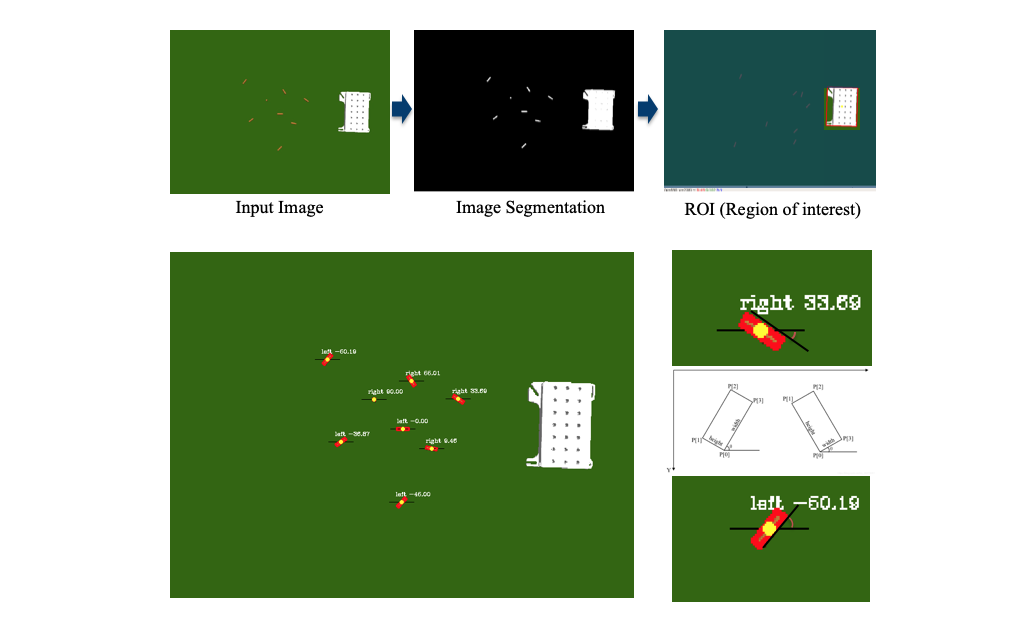 Input Image
Image Segmentation
ROI (Region of interest)
left -60.19
right 66.01
right 90.00
right 33.69
left -0.00
left -36.87
right 9.46
left -46.00
right 33.69
P[2]
P[3]
P[1]
height
width
P[0]
P[2]
P[1]
height
width
P[3]
P[0]
Y
left -60.19